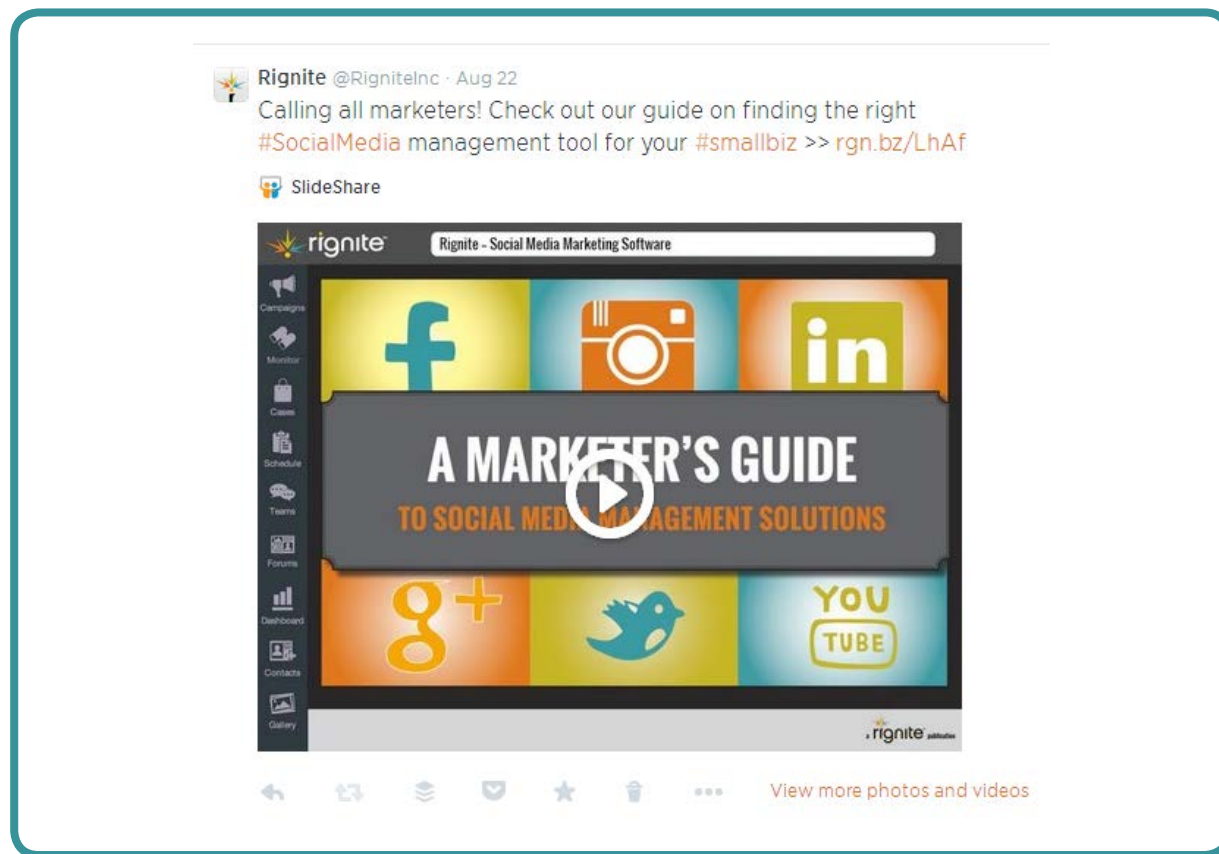 Rignite @RigniteInc · Aug 22
Calling all marketers! Check out our guide on finding the right
#SocialMedia management tool for your #smallbiz >> rgn.bz/LhAf
SlideShare
rignite™
Rignite - Social Media Marketing Software
Campaigns
Monitor
Cases
Schedule
Teams
Forums
Dashboard
Contacts
Gallery
f
in
A MARKETER'S GUIDE
TO SOCIAL MEDIA MANAGEMENT SOLUTIONS
g+
YOU
TUBE
a rignite publication
View more photos and videos